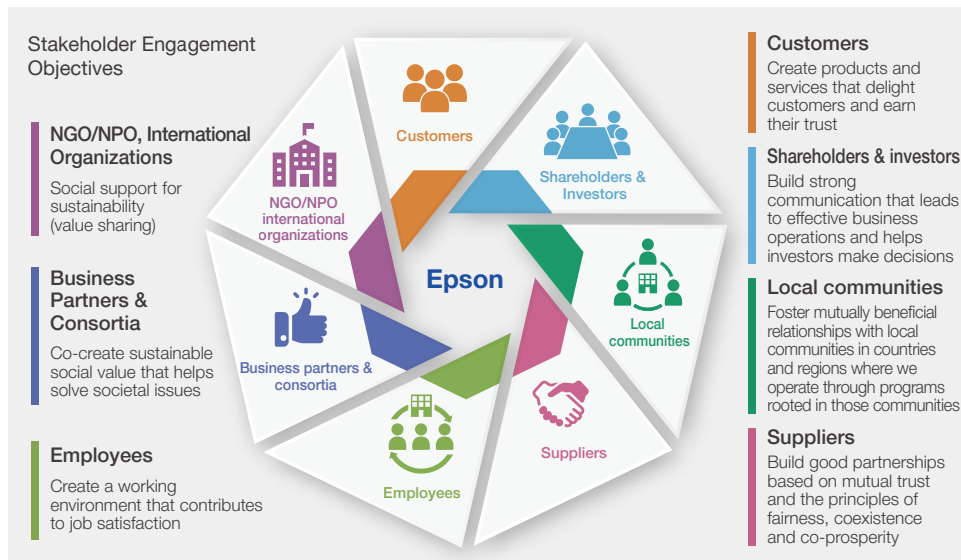 Stakeholder Engagement
Objectives
NGO/NPO, International
Organizations
Social support for
sustainability
(value sharing)
Business
Partners &
Consortia
Co-create sustainable
social value that helps
solve societal issues
Employees
Create a working
environment that contributes
to job satisfaction
Customers
Shareholders &
Investors
NGO/NPO
international
organizations
Epson
Local
communities
Business partners &
consortia
Suppliers
Employees
Customers
Create products and
services that delight
customers and earn
their trust
Shareholders & investors
Build strong
communication that leads
to effective business
operations and helps
investors make decisions
Local communities
Foster mutually beneficial
relationships with local
communities in countries
and regions where we
operate through programs
rooted in those communities
Suppliers
Build good partnerships
based on mutual trust
and the principles of
fairness, coexistence
and co-prosperity